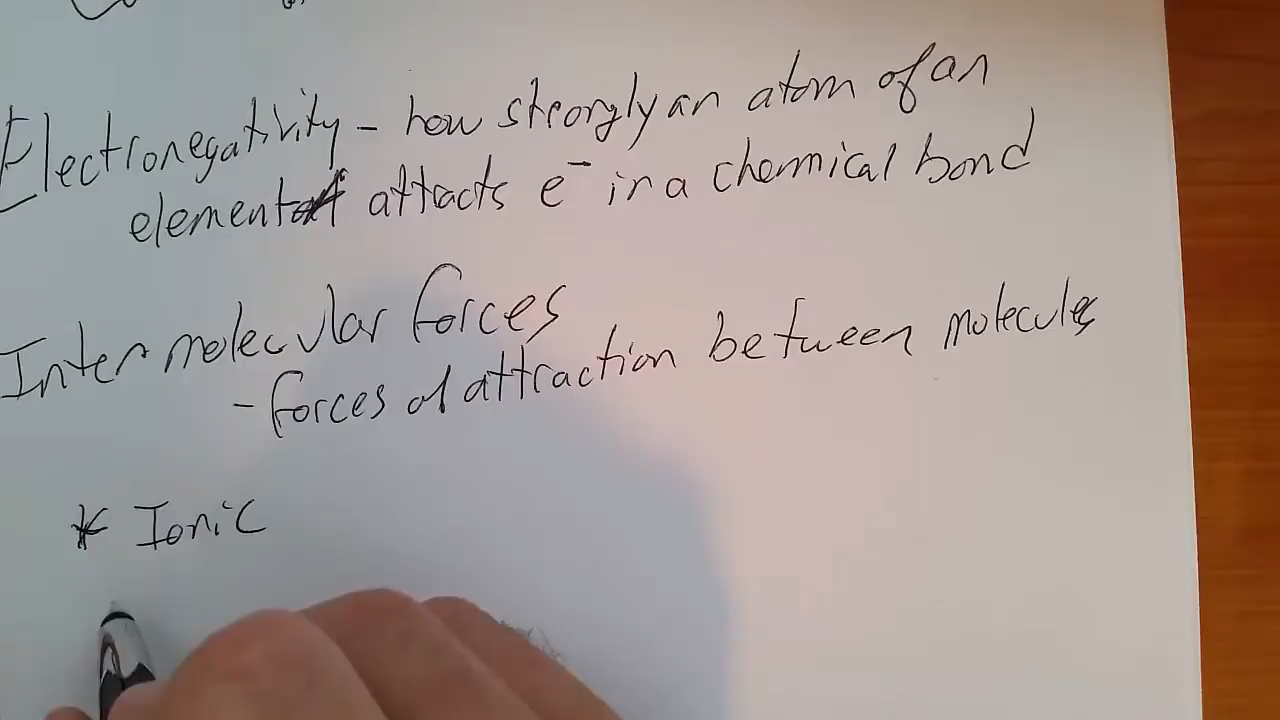 Electronegativity - how strongly an atom of an
element attracts e⁻ in a chemical bond
Intermolecular forces
- forces of attraction between molecules
* Ionic